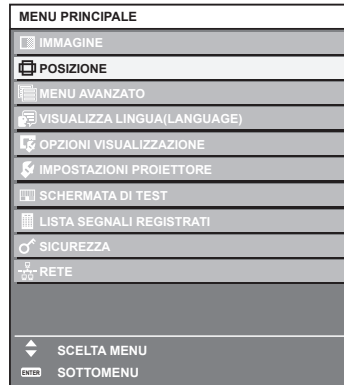 MENU PRINCIPALE
IMMAGINE
POSIZIONE
MENU AVANZATO
VISUALIZZA LINGUA(LANGUAGE)
OPZIONI VISUALIZZAZIONE
IMPOSTAZIONI PROIETTORE
SCHERMATA DI TEST
LISTA SEGNALI REGISTRATI
SICUREZZA
RETE
SCELTA MENU
ENTER SOTTOMENU